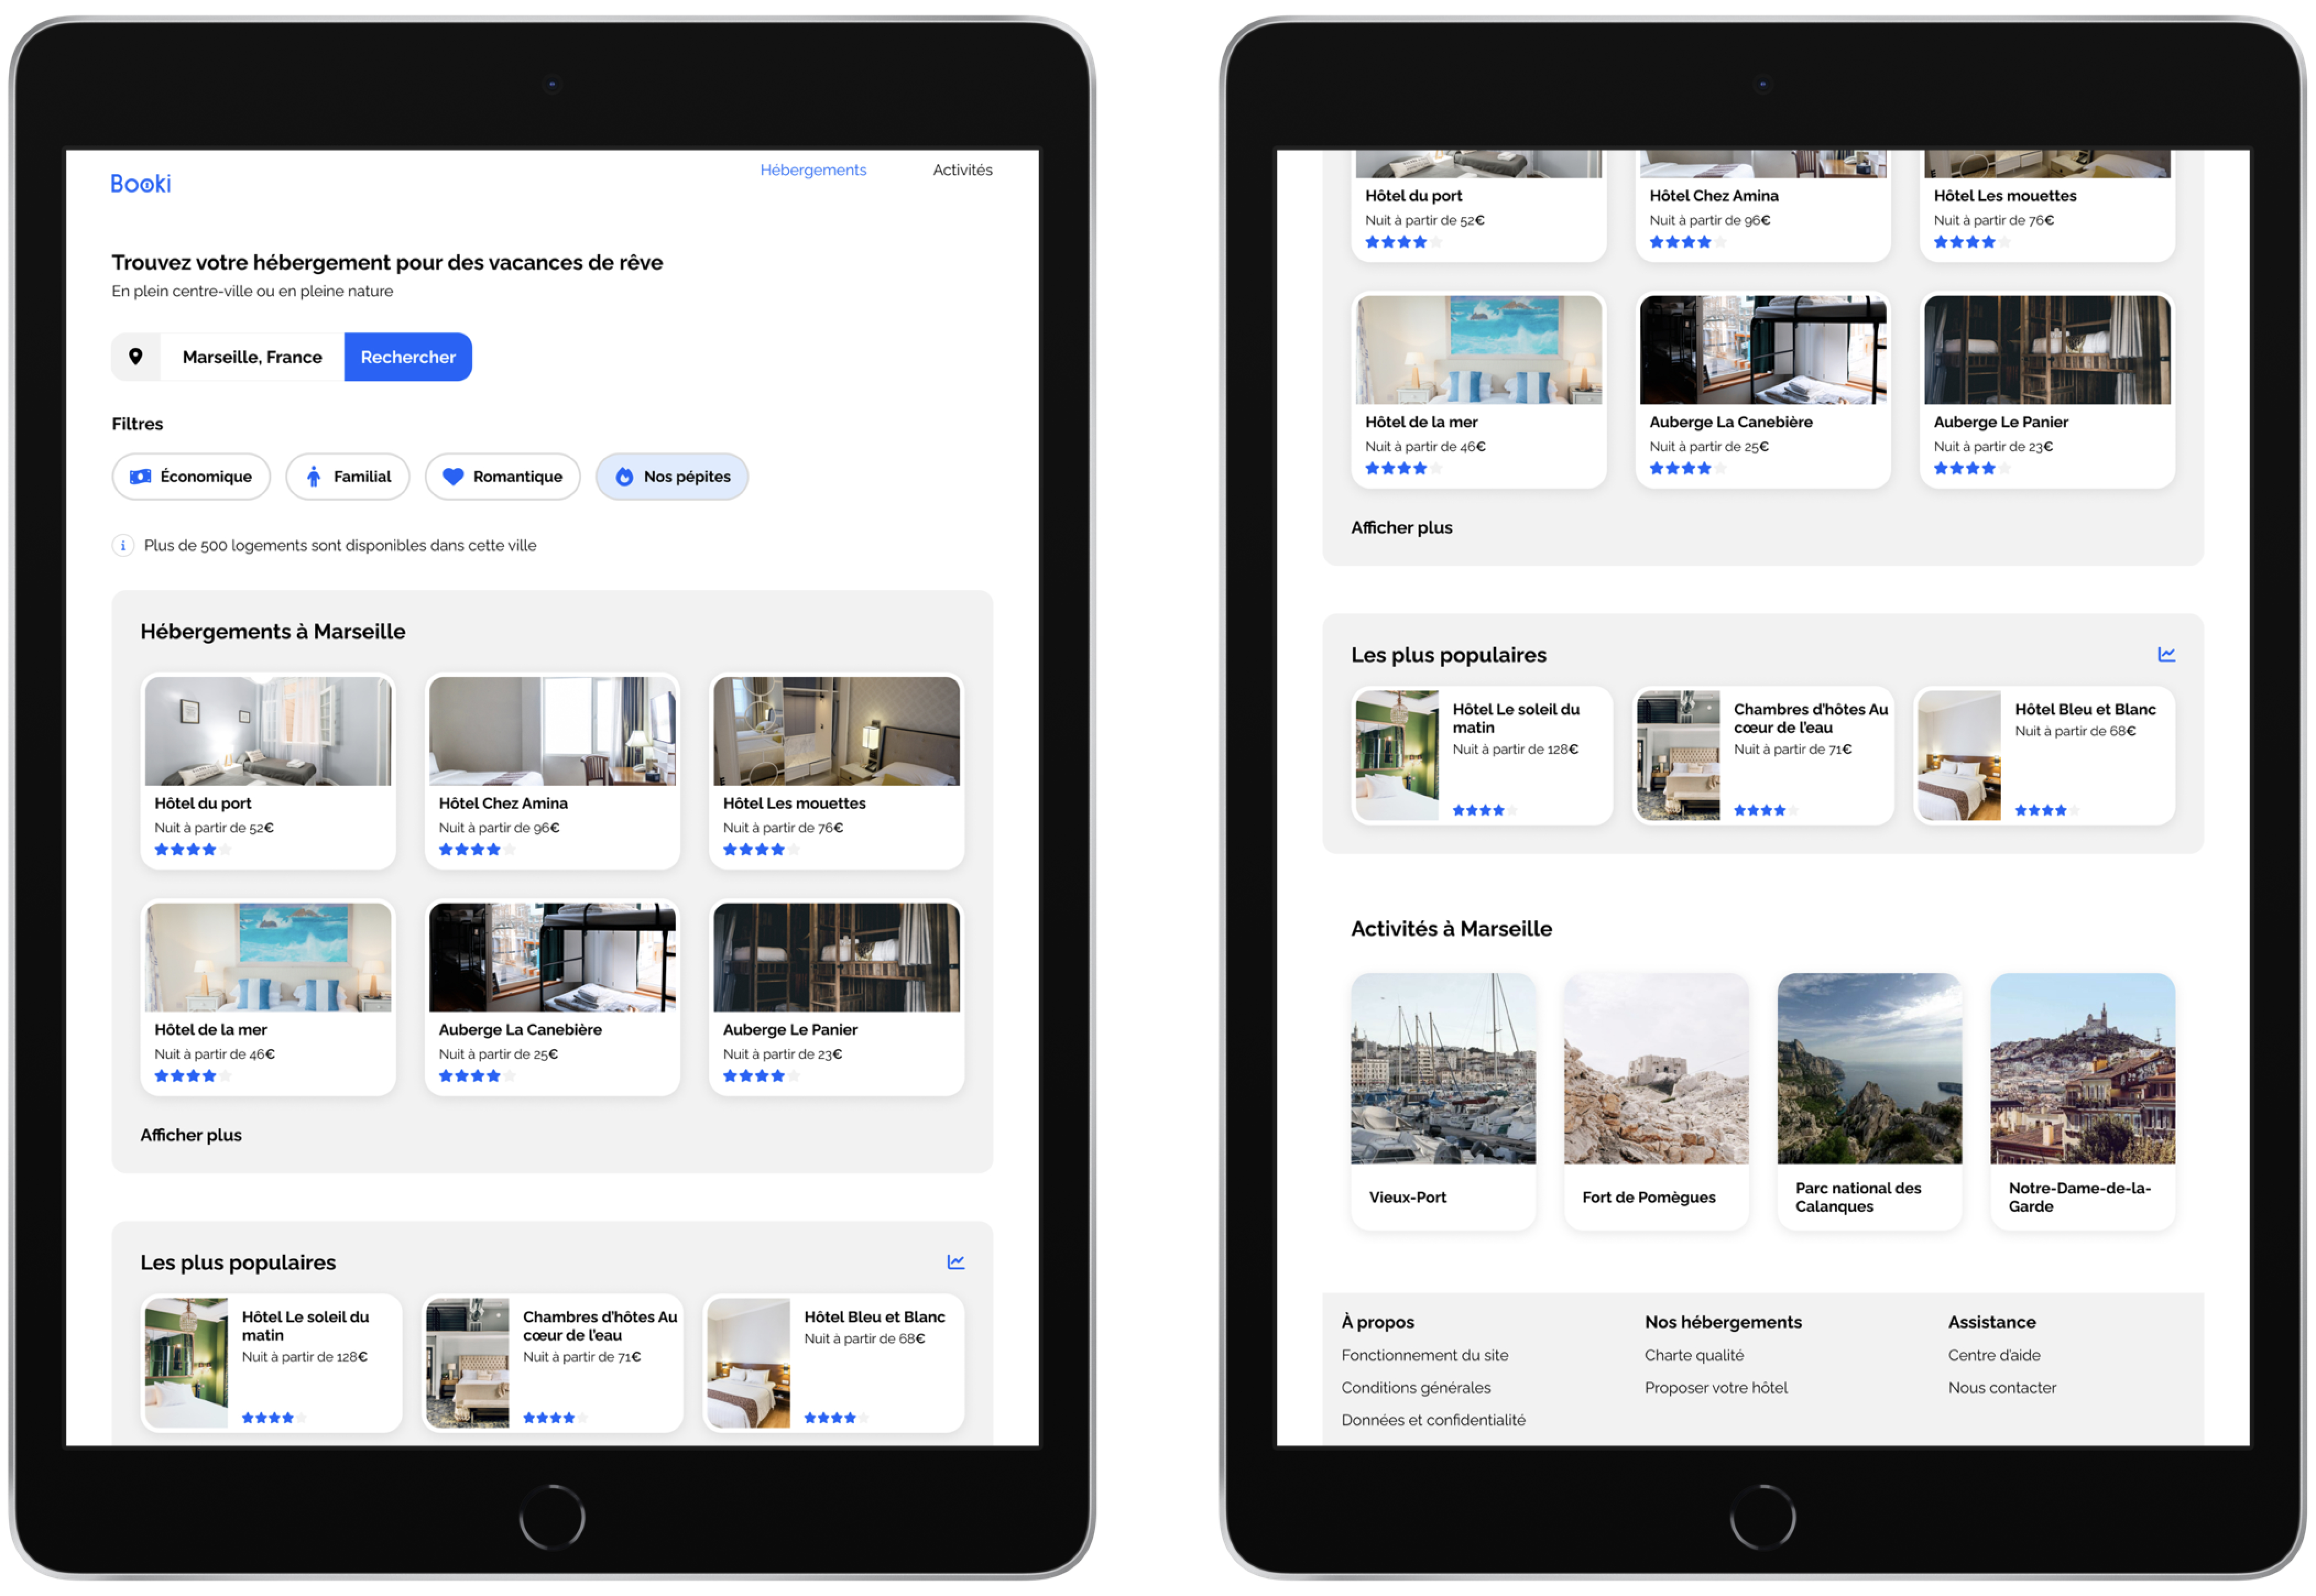 Booki
Hébergements
Activités
Trouvez votre hébergement pour des vacances de rêve
En plein centre-ville ou en pleine nature
Marseille, France
Rechercher
Filtres
Économique
Familial
Romantique
Nos pépites
Plus de 500 logements sont disponibles dans cette ville
Hébergements à Marseille
Hôtel du port
Nuit à partir de 52€
Hôtel Chez Amina
Nuit à partir de 96€
Hôtel Les mouettes
Nuit à partir de 76€
Hôtel de la mer
Nuit à partir de 46€
Auberge La Canebière
Nuit à partir de 25€
Auberge Le Panier
Nuit à partir de 23€
Afficher plus
Les plus populaires
Hôtel Le soleil du
matin
Nuit à partir de 128€
Chambres d'hôtes Au
cœur de l'eau
Nuit à partir de 71€
Hôtel Bleu et Blanc
Nuit à partir de 68€
Hôtel du port
Nuit à partir de 52€
Hôtel Chez Amina
Nuit à partir de 96€
Hôtel Les mouettes
Nuit à partir de 76€
Hôtel de la mer
Nuit à partir de 46€
Auberge La Canebière
Nuit à partir de 25€
Auberge Le Panier
Nuit à partir de 23€
Afficher plus
Les plus populaires
Hôtel Le soleil du
matin
Nuit à partir de 128€
Chambres d'hôtes Au
cœur de l'eau
Nuit à partir de 71€
Hôtel Bleu et Blanc
Nuit à partir de 68€
Activités à Marseille
Vieux-Port
Fort de Pomègues
Parc national des
Calanques
Notre-Dame-de-la-
Garde
À propos
Fonctionnement du site
Conditions générales
Données et confidentialité
Nos hébergements
Charte qualité
Proposer votre hôtel
Assistance
Centre d'aide
Nous contacter